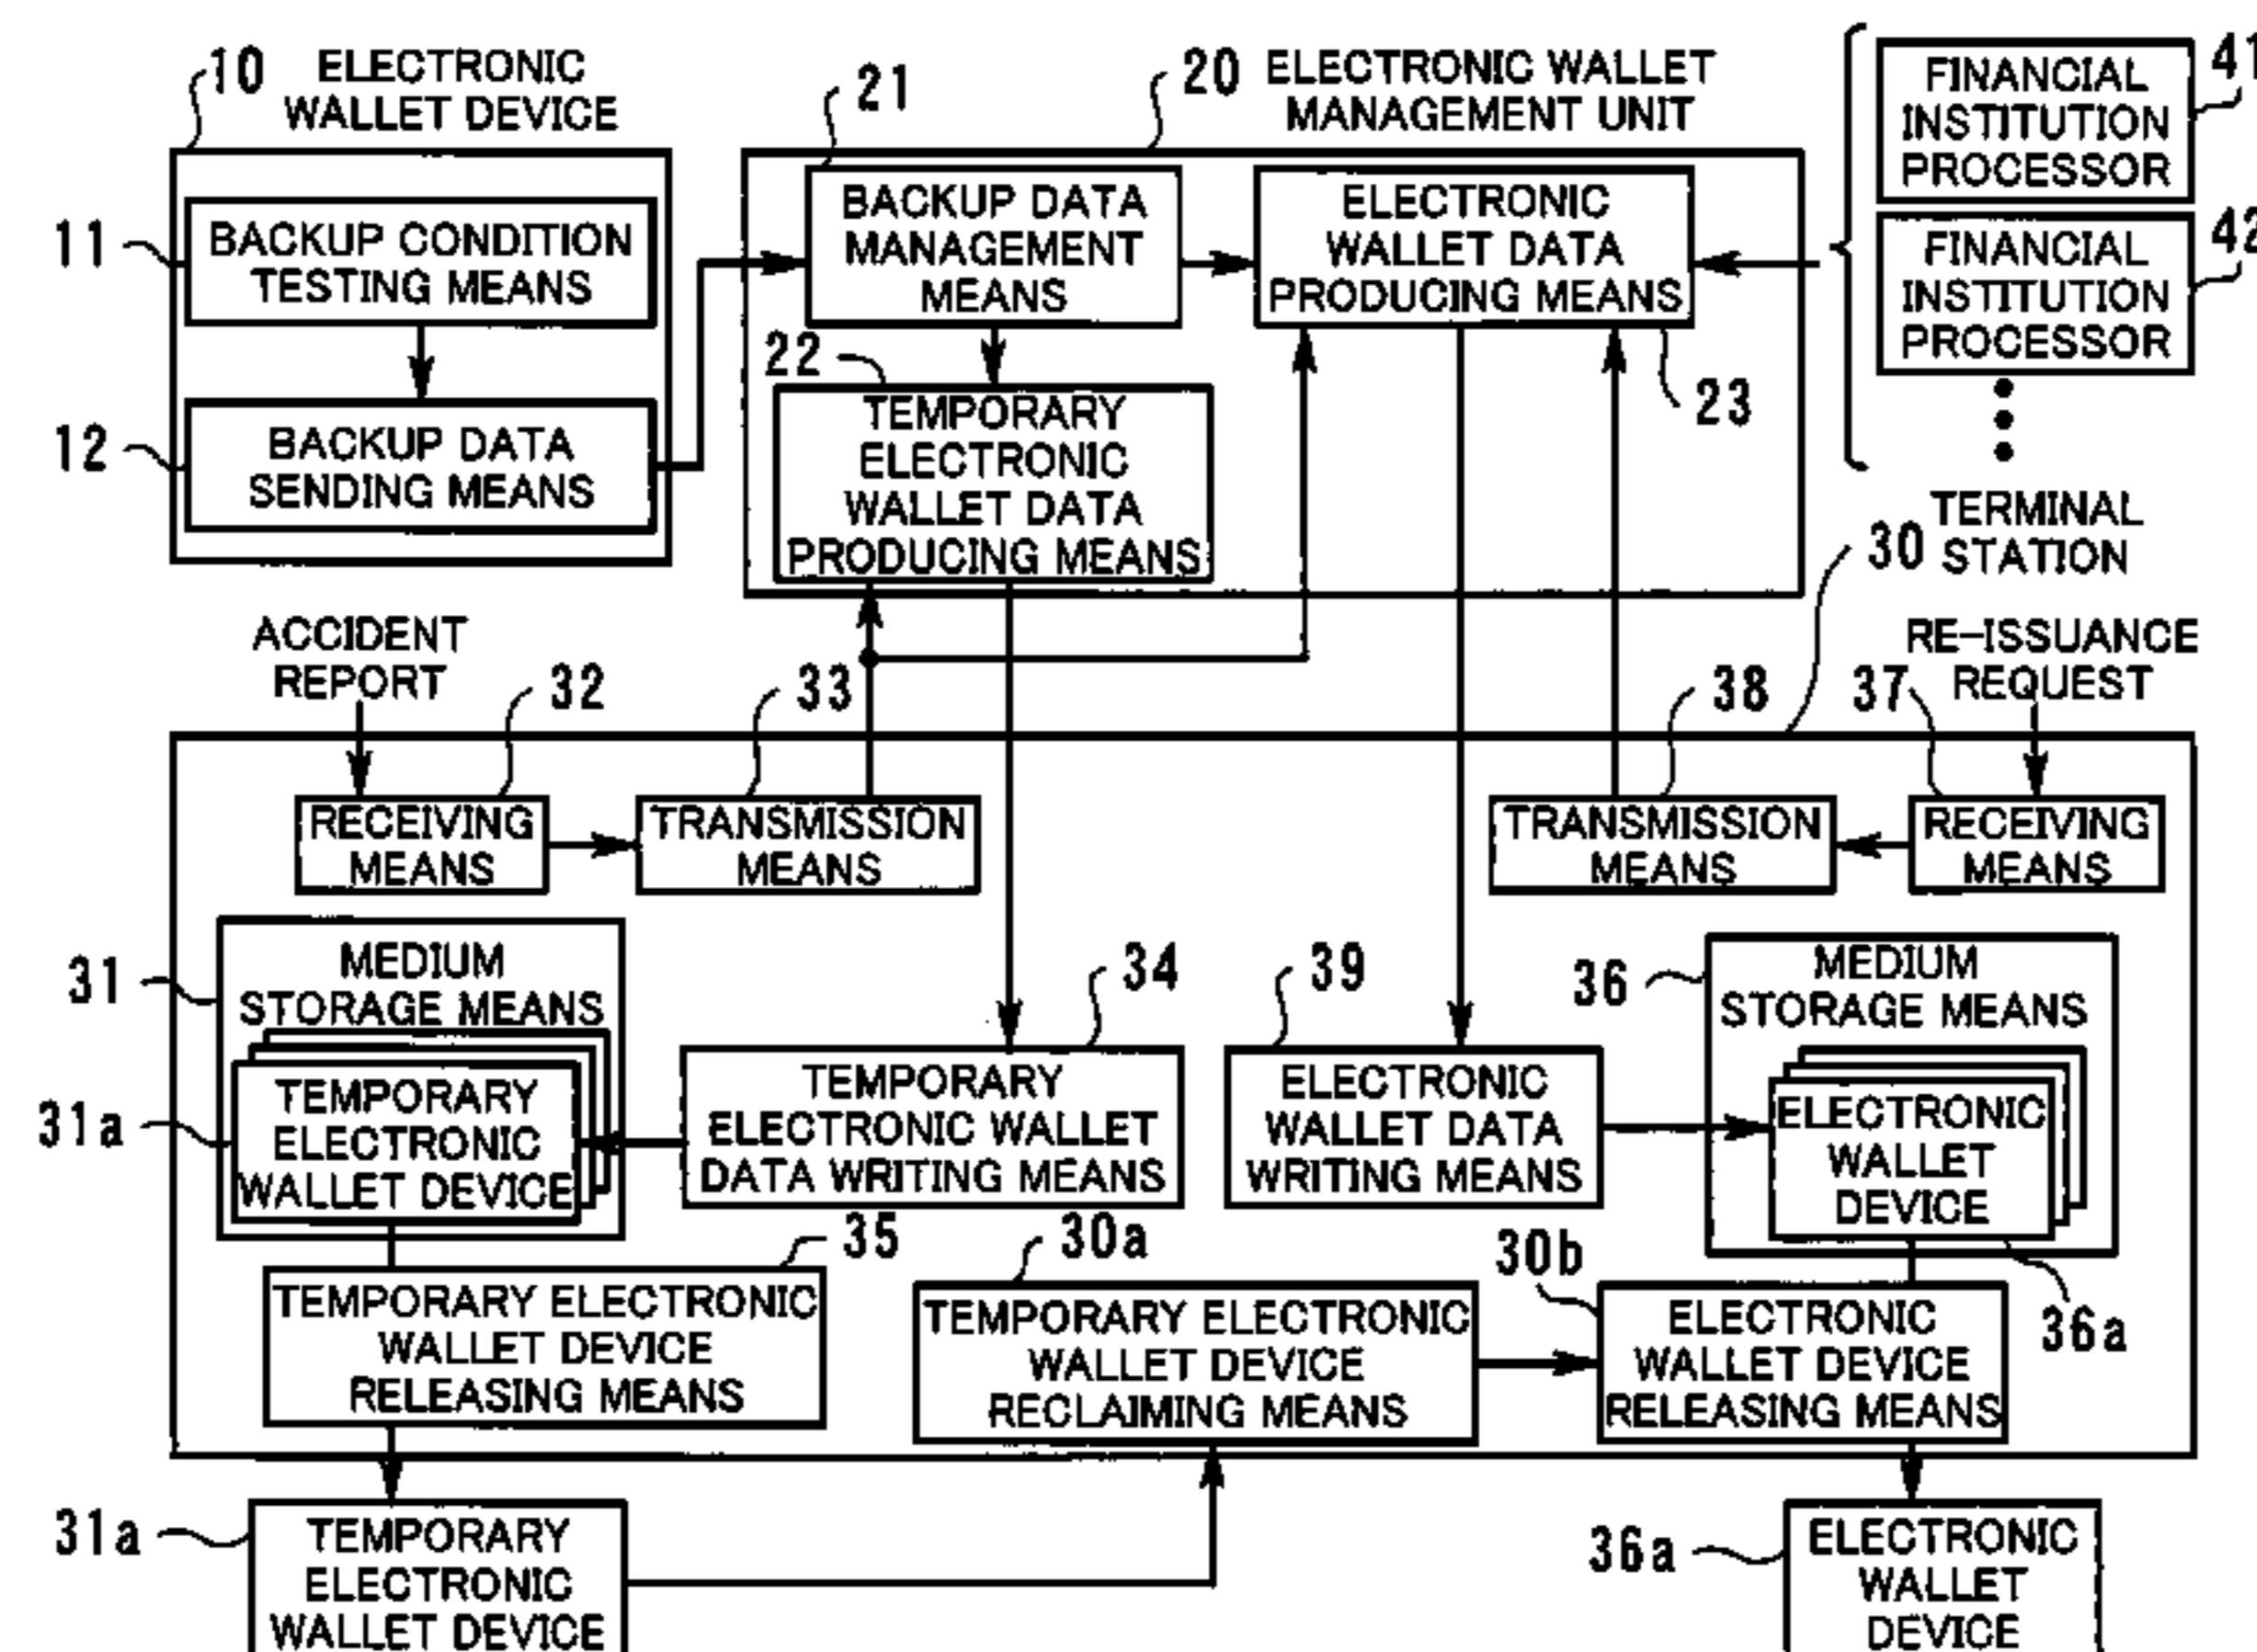 10
ELECTRONIC
WALLET DEVICE
11
BACKUP CONDITION
TESTING MEANS
12
BACKUP DATA
SENDING MEANS
20
ELECTRONIC WALLET
MANAGEMENT UNIT
21
BACKUP DATA
MANAGEMENT
MEANS
ELECTRONIC
WALLET DATA
PRODUCING MEANS
23
22
TEMPORARY
ELECTRONIC
WALLET DATA
PRODUCING MEANS
FINANCIAL
INSTITUTION
PROCESSOR
41
FINANCIAL
INSTITUTION
PROCESSOR
42
30
TERMINAL
STATION
ACCIDENT
REPORT
32
33
38
37
RE-ISSUANCE
REQUEST
RECEIVING
MEANS
TRANSMISSION
MEANS
TRANSMISSION
MEANS
RECEIVING
MEANS
31
MEDIUM
STORAGE MEANS
31a
TEMPORARY
ELECTRONIC
WALLET DEVICE
34
TEMPORARY
ELECTRONIC WALLET
DATA WRITING MEANS
39
ELECTRONIC
WALLET DATA
WRITING MEANS
36
MEDIUM
STORAGE MEANS
ELECTRONIC
WALLET
DEVICE
36a
35
TEMPORARY ELECTRONIC
WALLET DEVICE
RELEASING MEANS
30a
TEMPORARY ELECTRONIC
WALLET DEVICE
RECLAIMING MEANS
30b
ELECTRONIC
WALLET DEVICE
RELEASING MEANS
31a
TEMPORARY
ELECTRONIC
WALLET DEVICE
36a
ELECTRONIC
WALLET
DEVICE